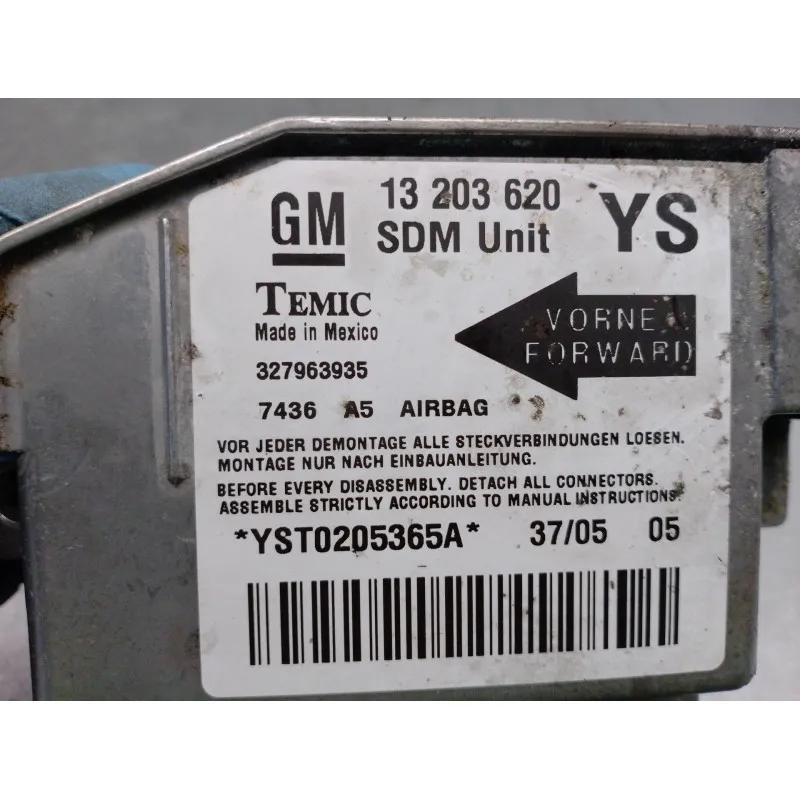 GM 13 203 620 YS
SDM Unit
TEMIC
Made in Mexico
VORNE
FORWARD
327963935
7436 A5 AIRBAG
VOR JEDER DEMONTAGE ALLE STECKVERBINDUNGEN LOESEN.
MONTAGE NUR NACH EINBAUANLEITUNG.
BEFORE EVERY DISASSEMBLY. DETACH ALL CONNECTORS.
ASSEMBLE STRICTLY ACCORDING TO MANUAL INSTRUCTIONS.
*YST0205365A* 37/05 05